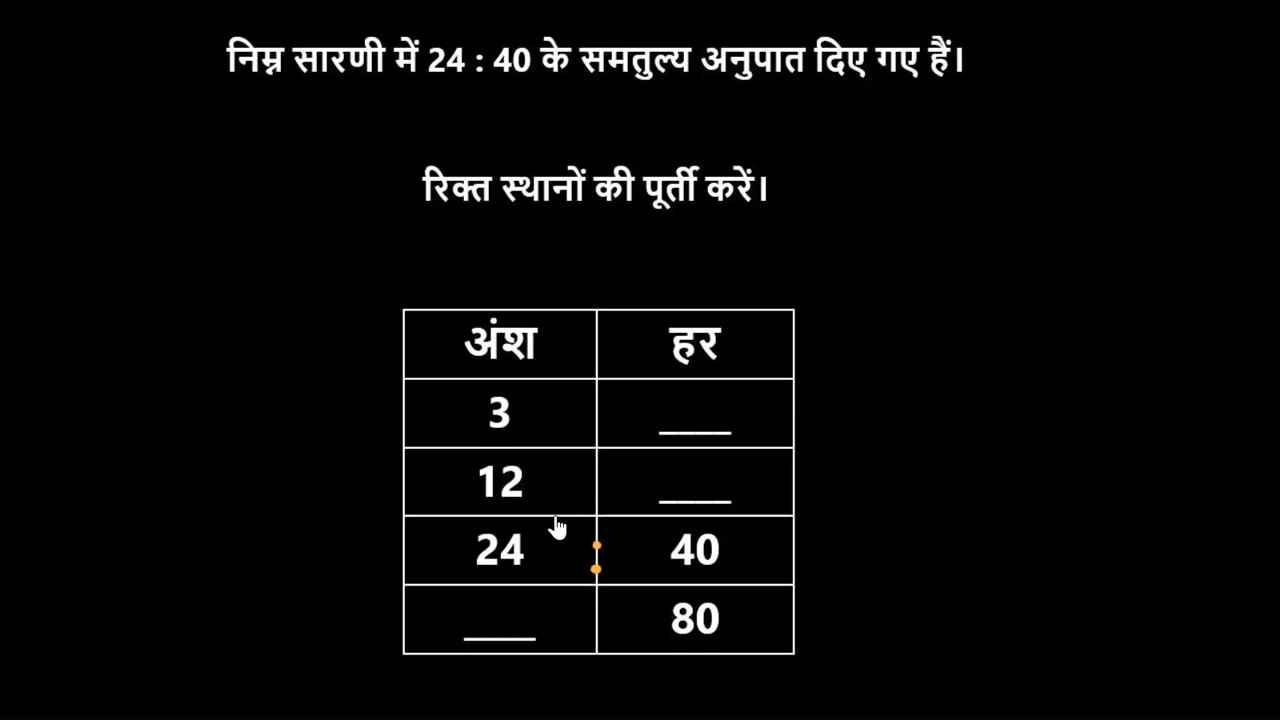 निम्न सारणी में 24 : 40 के समतुल्य अनुपात दिए गए हैं।
रिक्त स्थानों की पूर्ती करें।
अंश हर
3 ____
12 ____
24 : 40
____ 80